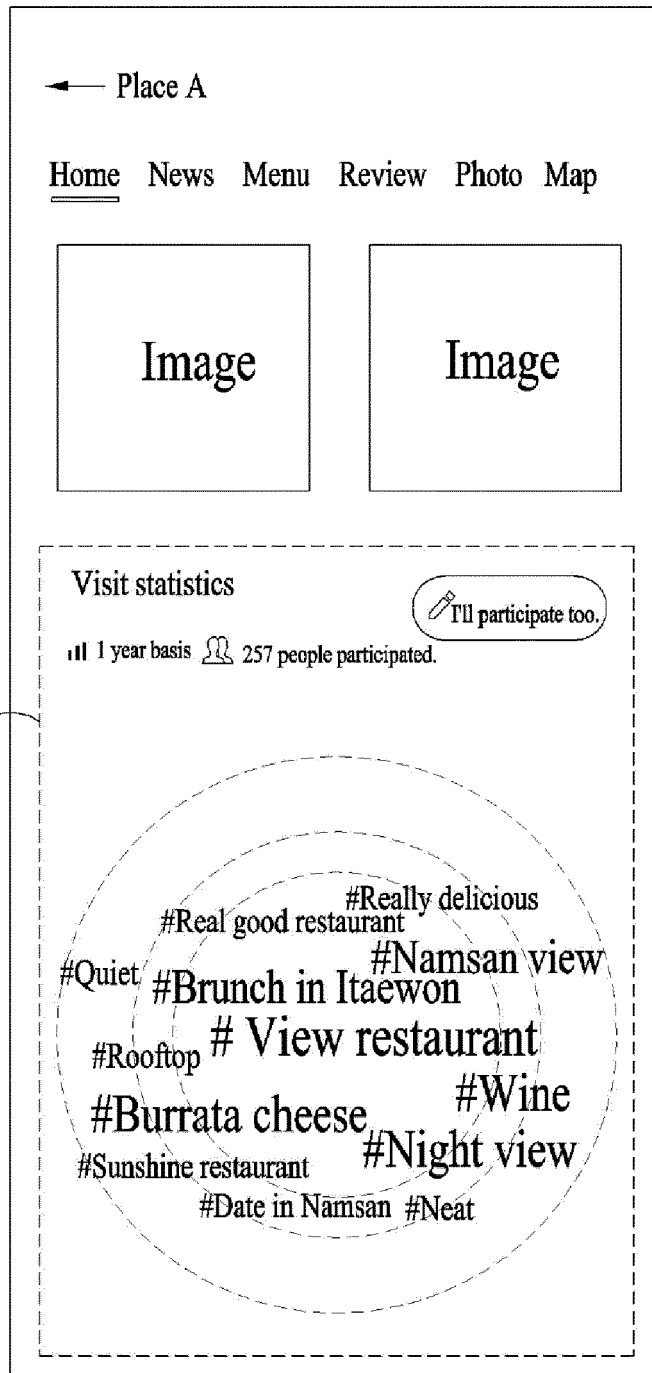 Place A
Home News Menu Review Photo Map
Image Image
Visit statistics
I'll participate too.
1 year basis 257 people participated.
#Really delicious
#Real good restaurant
#Namsan view
#Quiet
#Brunch in Itaewon
# View restaurant
#Rooftop
#Wine
#Burrata cheese
#Night view
#Sunshine restaurant
#Date in Namsan #Neat